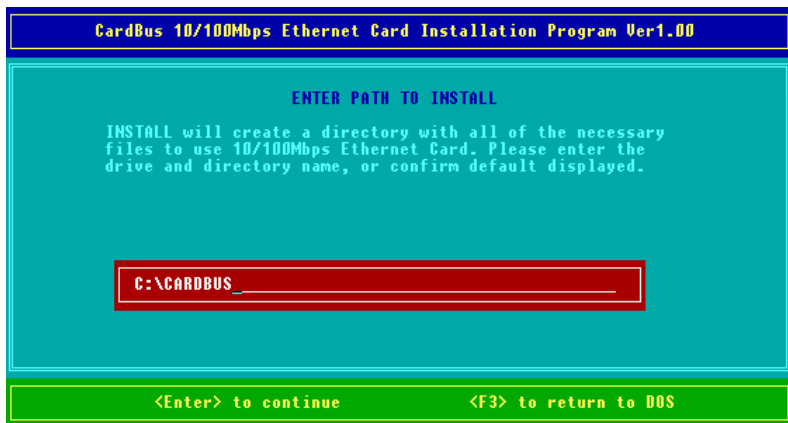 CardBus 10/100Mbps Ethernet Card Installation Program Ver1.00
ENTER PATH TO INSTALL
INSTALL will create a directory with all of the necessary
files to use 10/100Mbps Ethernet Card. Please enter the
drive and directory name, or confirm default displayed.
C:\CARDBUS_
<Enter> to continue <F3> to return to DOS